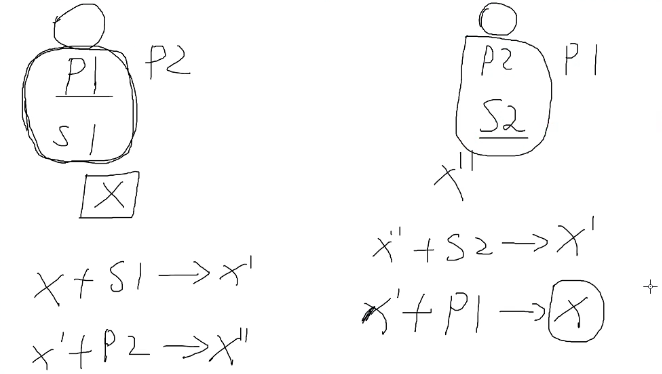 P1 P2
S1
X
X + S1 → X'
X' + P2 → X''
P2 P1
S2
X''
X'' + S2 → X'
X' + P1 → X